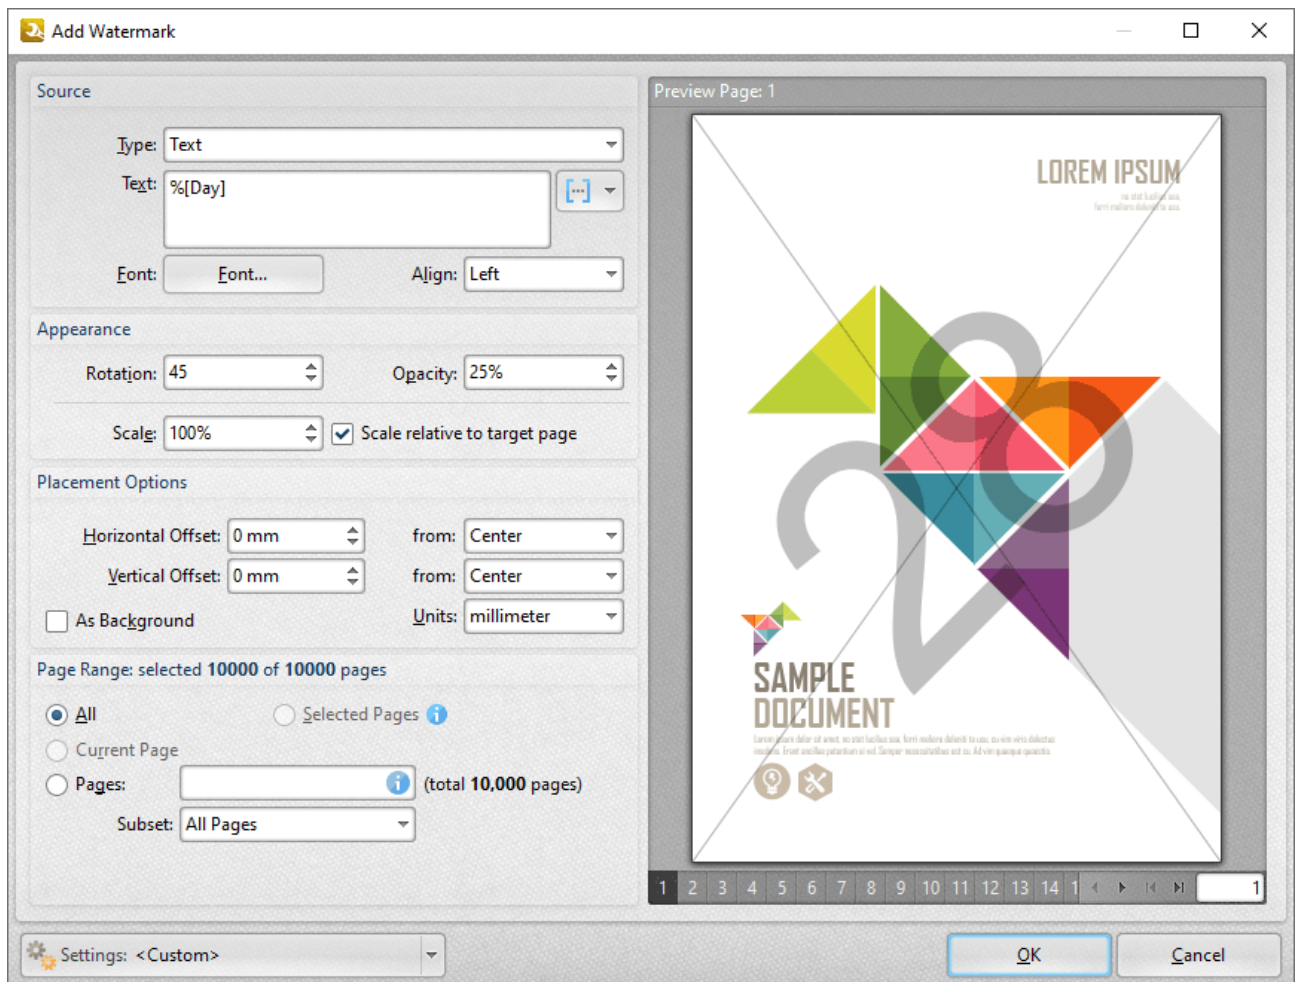 Add Watermark
Source
Type: Text
Text: %[Day]
Font: Font... Align: Left
Appearance
Rotation: 45 Opacity: 25%
Scale: 100% Scale relative to target page
Placement Options
Horizontal Offset: 0 mm from: Center
Vertical Offset: 0 mm from: Center
As Background Units: millimeter
Page Range: selected 10000 of 10000 pages
All Selected Pages
Current Page
Pages: (total 10,000 pages)
Subset: All Pages
Preview Page: 1
LOREM IPSUM
28
SAMPLE
DOCUMENT
1 2 3 4 5 6 7 8 9 10 11 12 13 14 1 1
Settings: <Custom> OK Cancel